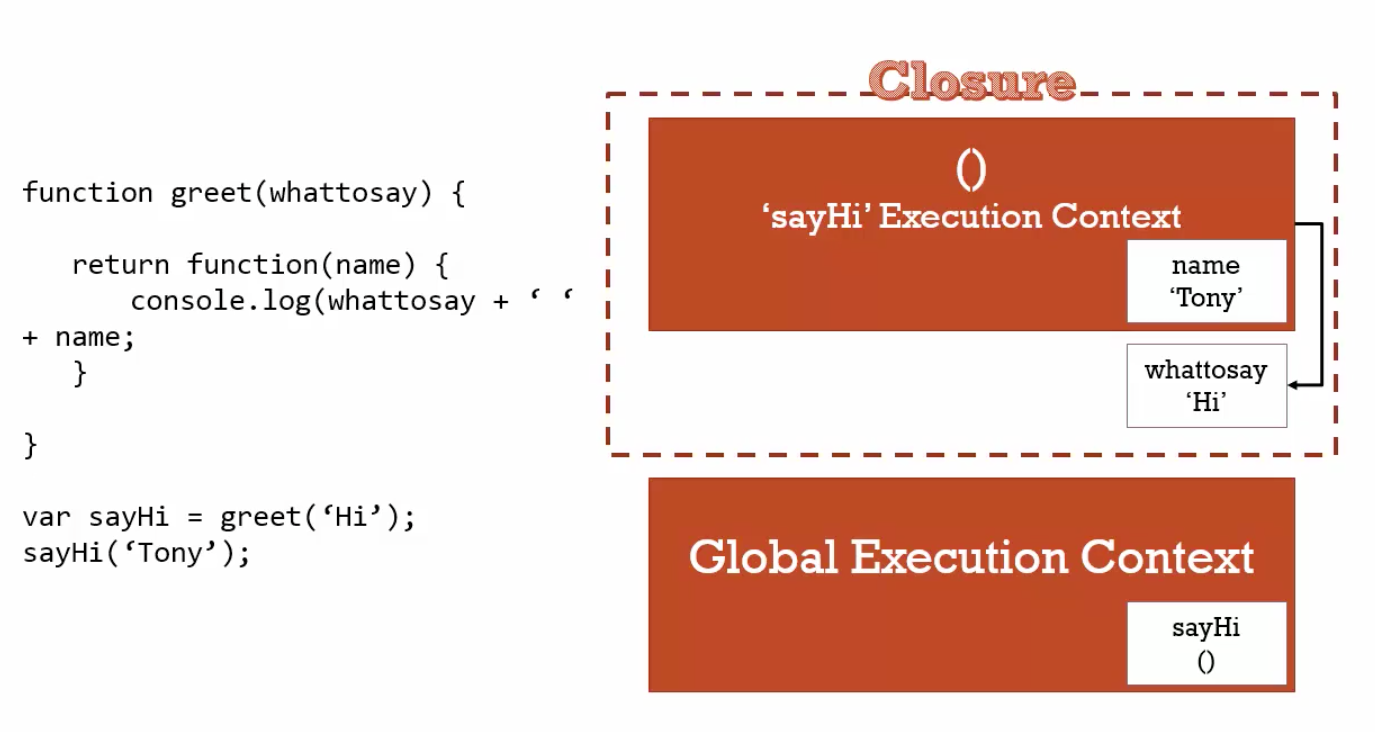 function greet(whattosay) {
return function(name) {
console.log(whattosay + ‘ ‘
+ name;
}
}
var sayHi = greet(‘Hi’);
sayHi(‘Tony’);
Closure
()
‘sayHi’ Execution Context
name
‘Tony’
whattosay
‘Hi’
Global Execution Context
sayHi
()